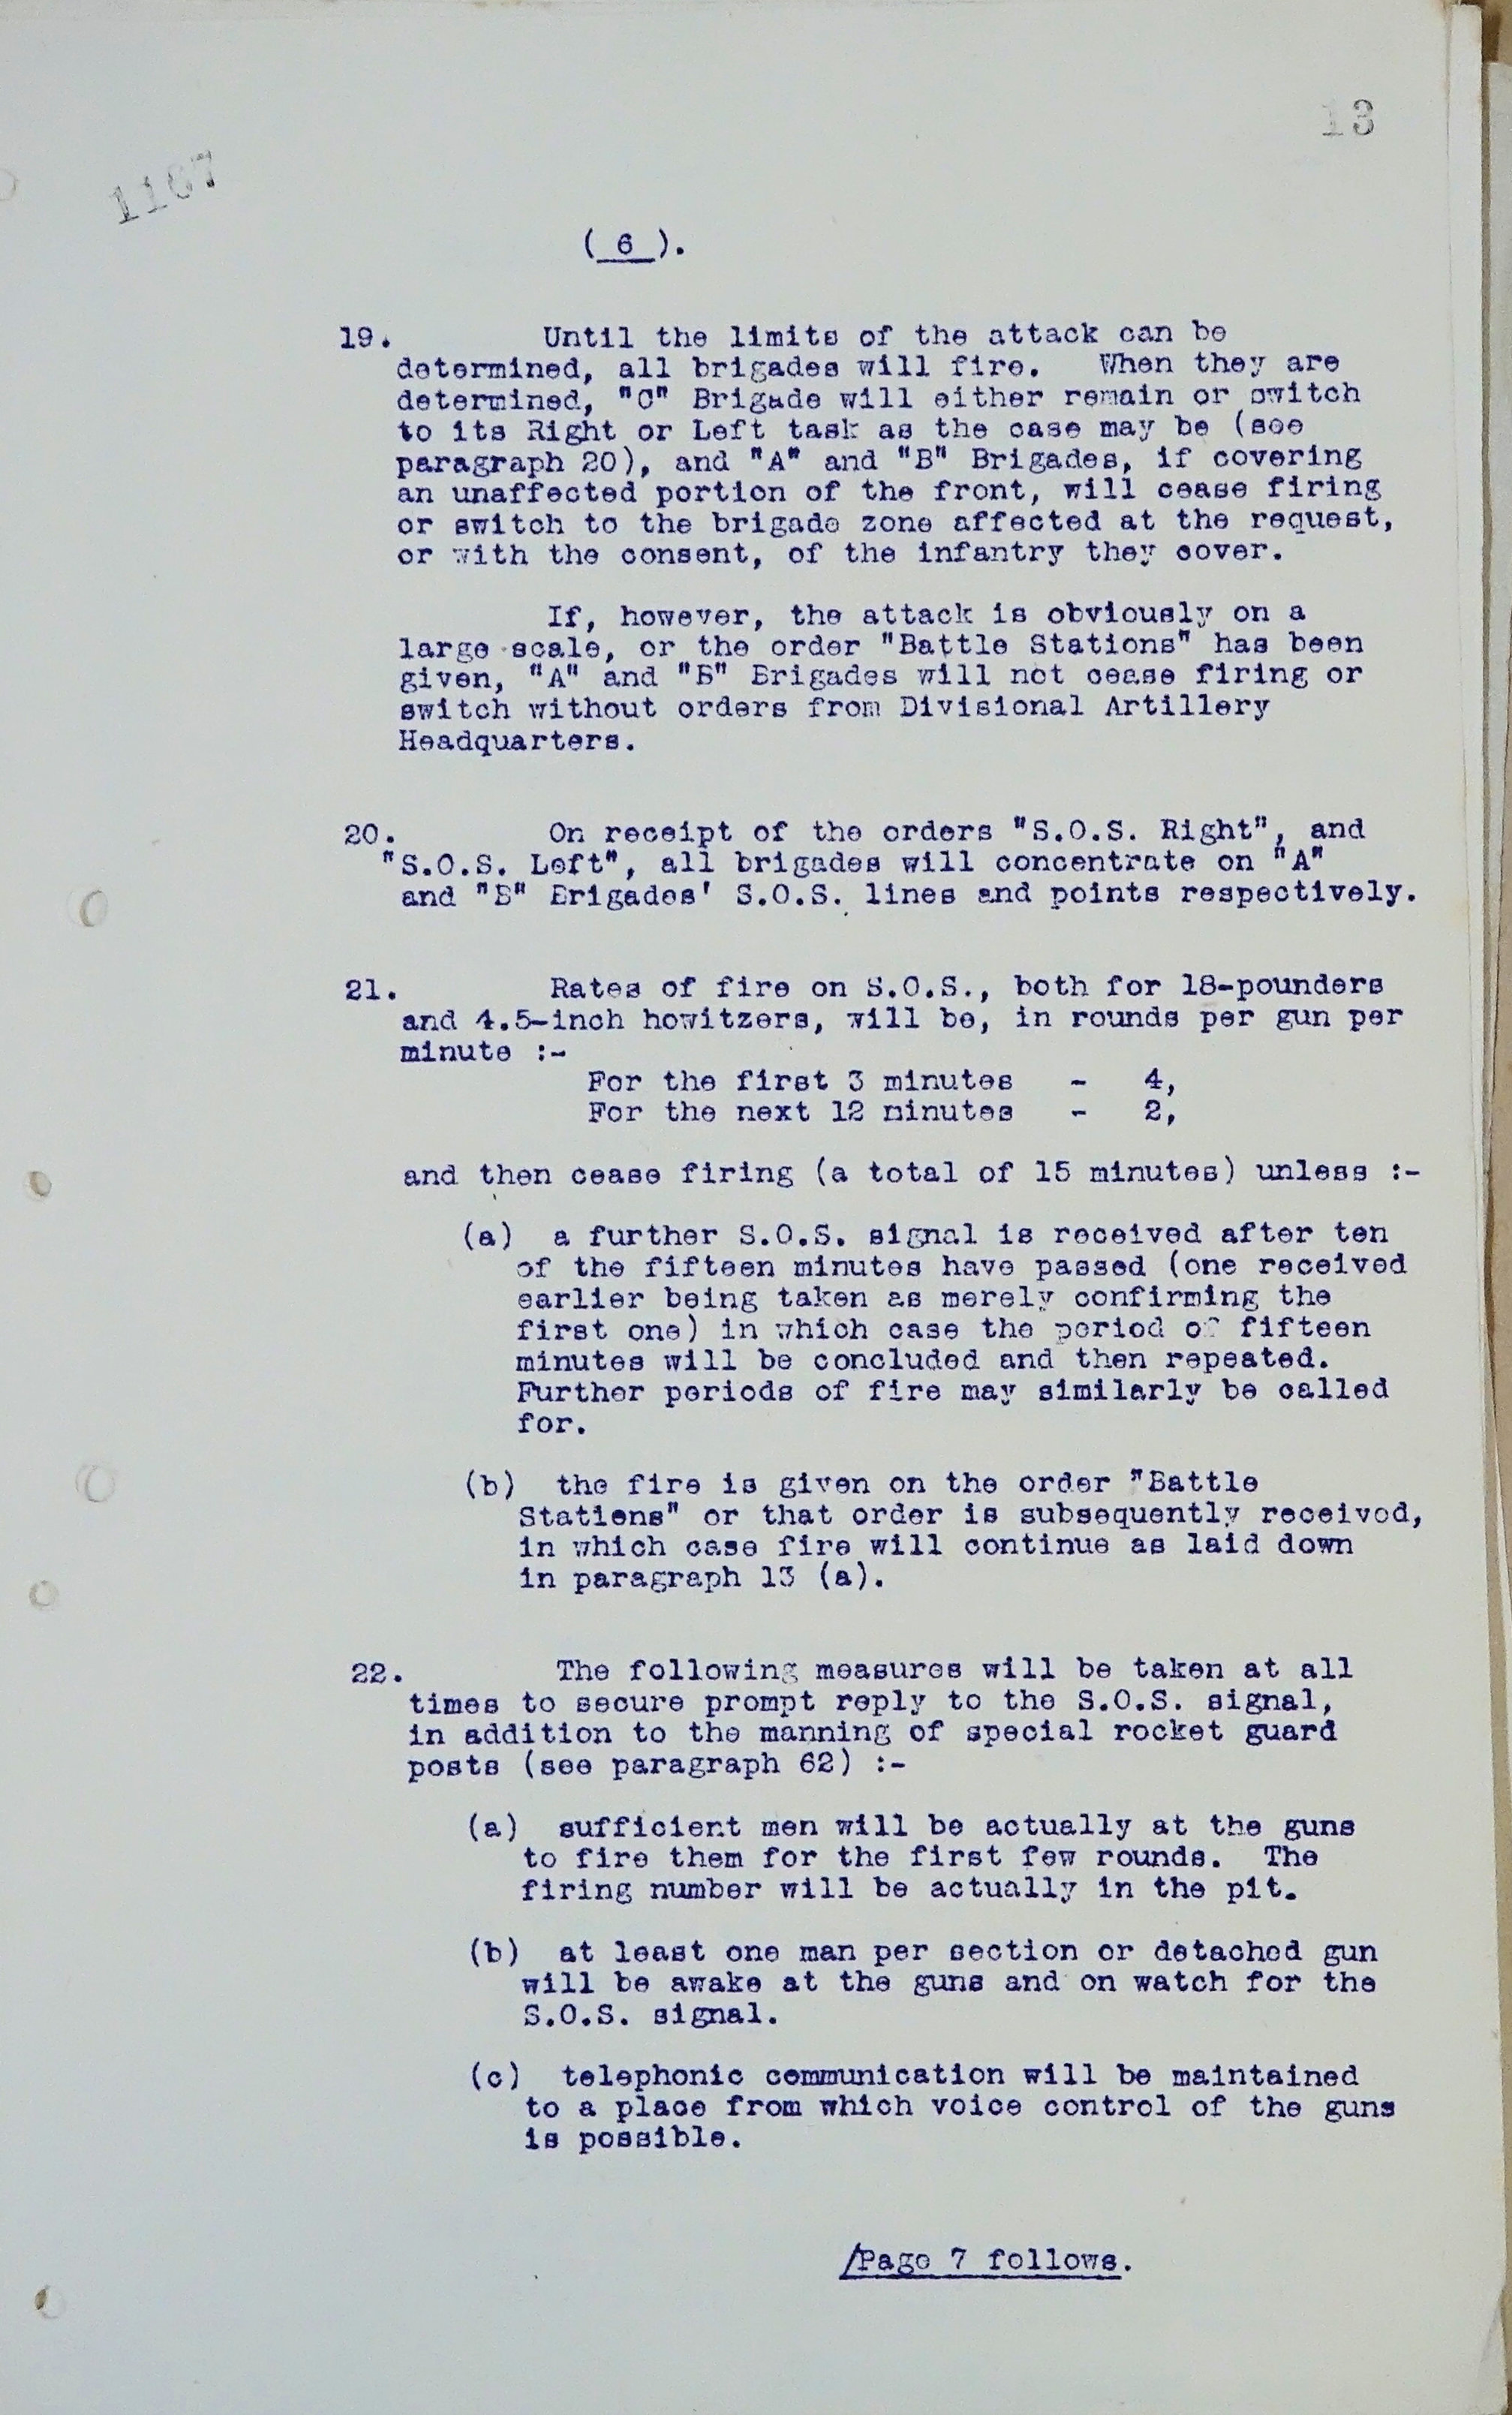 13
1167
( 6 ).
19. Until the limits of the attack can be
determined, all brigades will fire. When they are
determined, "C" Brigade will either remain or switch
to its Right or Left task as the case may be (see
paragraph 20), and "A" and "B" Brigades, if covering
an unaffected portion of the front, will cease firing
or switch to the brigade zone affected at the request,
or with the consent, of the infantry they cover.
If, however, the attack is obviously on a
large scale, or the order "Battle Stations" has been
given, "A" and "B" Brigades will not cease firing or
switch without orders from Divisional Artillery
Headquarters.
20. On receipt of the orders "S.O.S. Right", and
"S.O.S. Left", all brigades will concentrate on "A"
and "B" Brigades' S.O.S. lines and points respectively.
21. Rates of fire on S.O.S., both for 18-pounders
and 4.5-inch howitzers, will be, in rounds per gun per
minute :-
For the first 3 minutes - 4,
For the next 12 minutes - 2,
and then cease firing (a total of 15 minutes) unless :-
(a) a further S.O.S. signal is received after ten
of the fifteen minutes have passed (one received
earlier being taken as merely confirming the
first one) in which case the period of fifteen
minutes will be concluded and then repeated.
Further periods of fire may similarly be called
for.
(b) the fire is given on the order "Battle
Stations" or that order is subsequently received,
in which case fire will continue as laid down
in paragraph 13 (a).
22. The following measures will be taken at all
times to secure prompt reply to the S.O.S. signal,
in addition to the manning of special rocket guard
posts (see paragraph 62) :-
(a) sufficient men will be actually at the guns
to fire them for the first few rounds. The
firing number will be actually in the pit.
(b) at least one man per section or detached gun
will be awake at the guns and on watch for the
S.O.S. signal.
(c) telephonic communication will be maintained
to a place from which voice control of the guns
is possible.
/Page 7 follows.